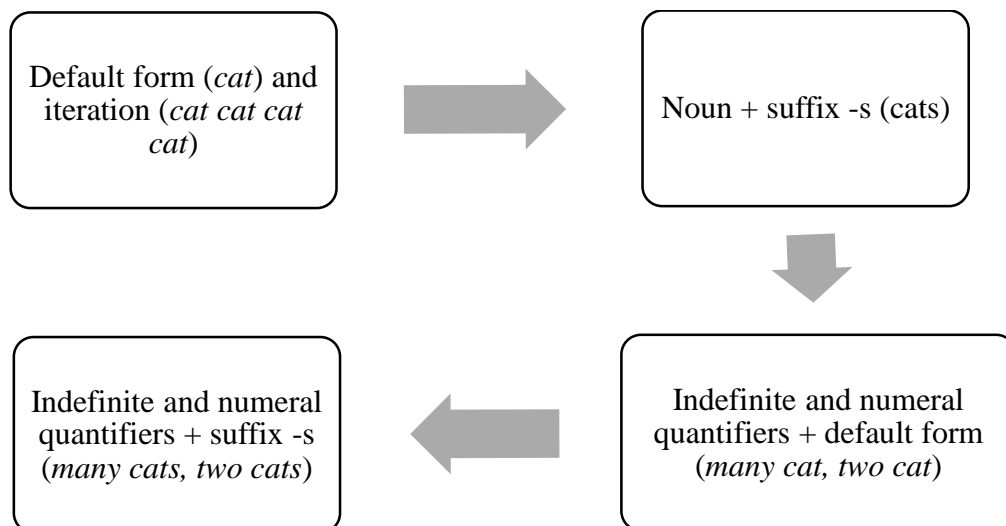 Default form (cat) and
iteration (cat cat cat
cat)
Noun + suffix -s (cats)
Indefinite and numeral
quantifiers + default form
(many cat, two cat)
Indefinite and numeral
quantifiers + suffix -s
(many cats, two cats)